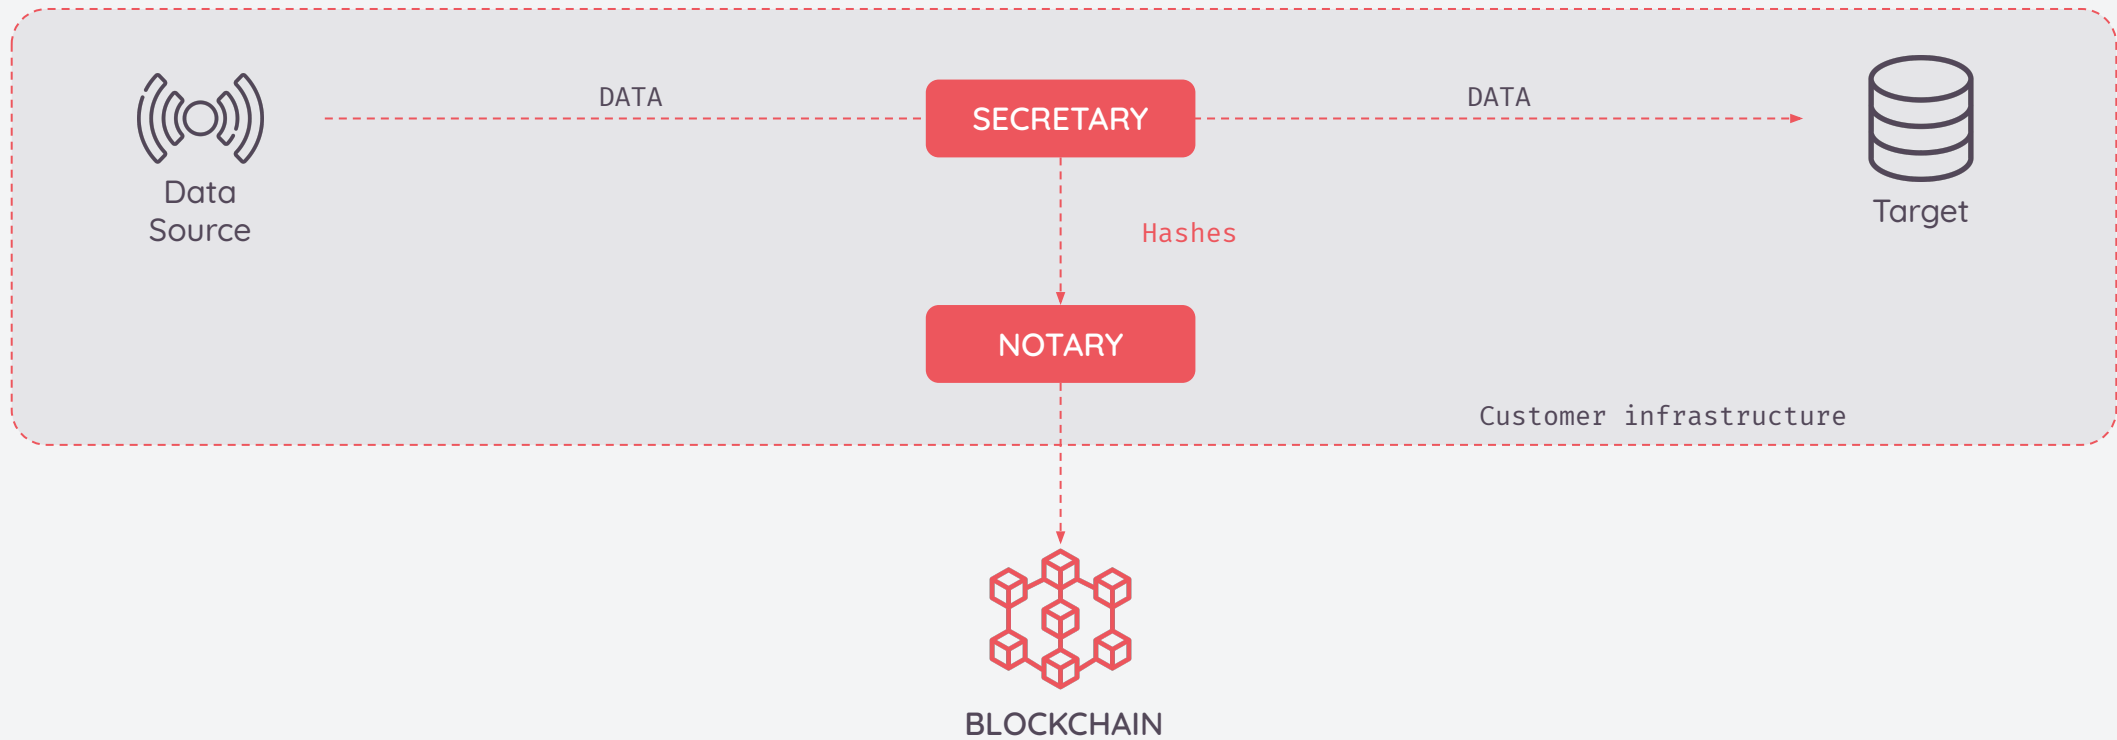 DATA
SECRETARY
DATA
Data
Source
Target
Hashes
NOTARY
Customer infrastructure
BLOCKCHAIN